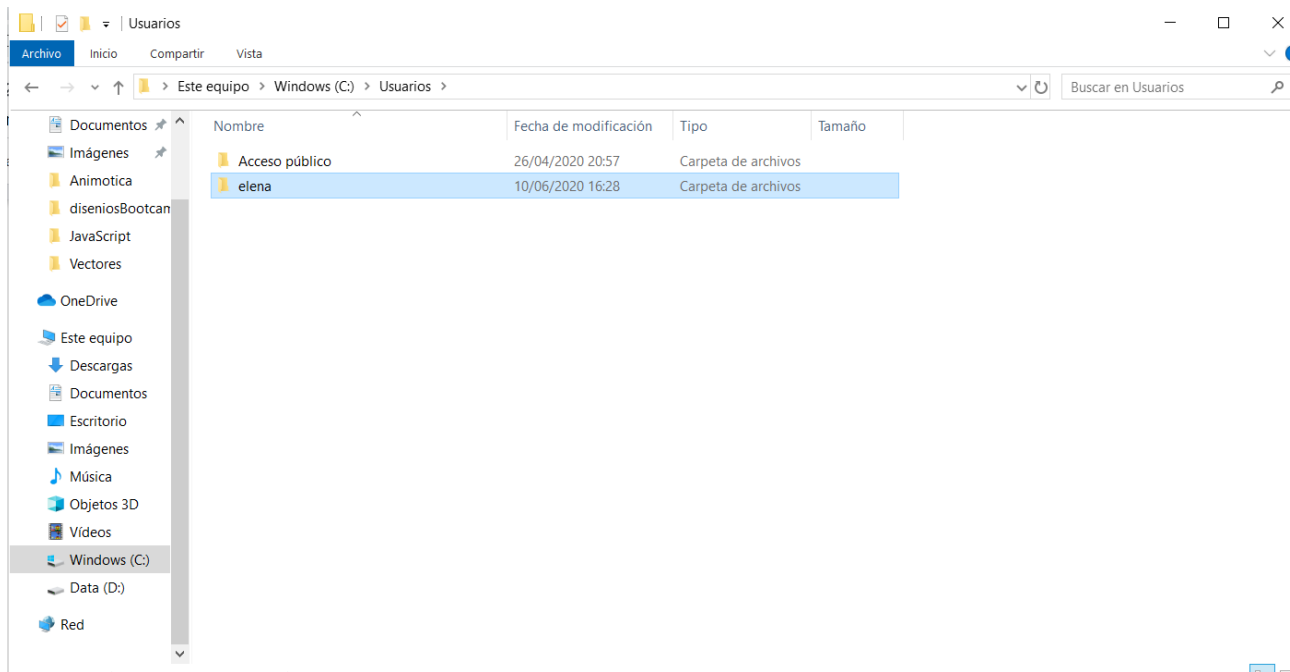 Usuarios
Archivo Inicio Compartir Vista
Este equipo > Windows (C:) > Usuarios >
Buscar en Usuarios
Documentos
Imágenes
Animotica
diseniosBootcam
JavaScript
Vectores
OneDrive
Este equipo
Descargas
Documentos
Escritorio
Imágenes
Música
Objetos 3D
Vídeos
Windows (C:)
Data (D:)
Red
Nombre Fecha de modificación Tipo Tamaño
Acceso público 26/04/2020 20:57 Carpeta de archivos
elena 10/06/2020 16:28 Carpeta de archivos